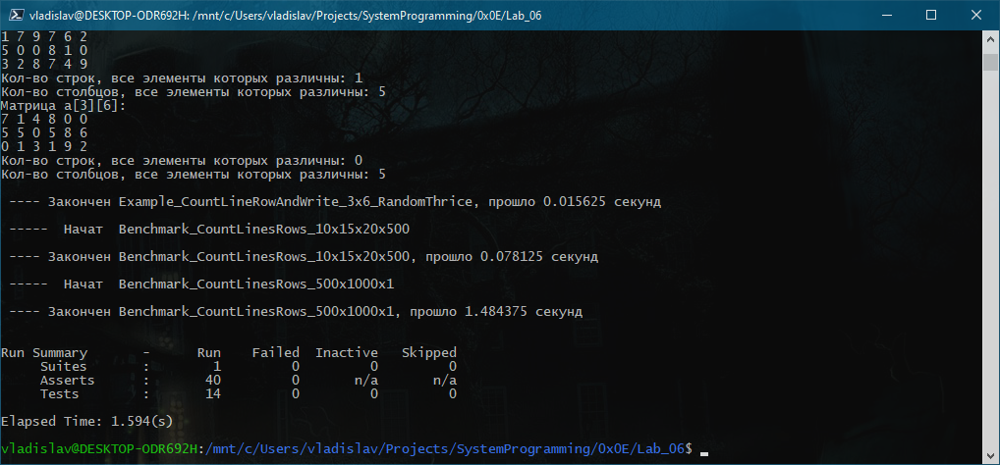 vladislav@DESKTOP-ODR692H: /mnt/c/Users/vladislav/Projects/SystemProgramming/0x0E/Lab_06
1 7 9 7 6 2
5 0 0 8 1 0
3 2 8 7 4 9
Кол-во строк, все элементы которых различны: 1
Кол-во столбцов, все элементы которых различны: 5
Матрица a[3][6]:
7 1 4 8 0 0
5 5 0 5 8 6
0 1 3 1 9 2
Кол-во строк, все элементы которых различны: 0
Кол-во столбцов, все элементы которых различны: 5
---- Закончен Example_CountLineRowAndWrite_3x6_RandomThrice, прошло 0.015625 секунд
----- Начат Benchmark_CountLinesRows_10x15x20x500
---- Закончен Benchmark_CountLinesRows_10x15x20x500, прошло 0.078125 секунд
----- Начат Benchmark_CountLinesRows_500x1000x1
---- Закончен Benchmark_CountLinesRows_500x1000x1, прошло 1.484375 секунд
Run Summary - Run Failed Inactive Skipped
Suites : 1 0 0 0
Asserts : 40 0 n/a n/a
Tests : 14 0 0 0
Elapsed Time: 1.594(s)
vladislav@DESKTOP-ODR692H:/mnt/c/Users/vladislav/Projects/SystemProgramming/0x0E/Lab_06$